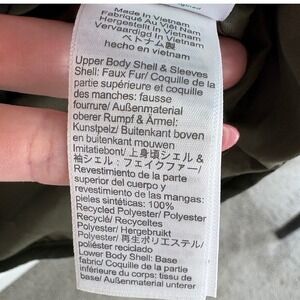 Made in Vietnam
Fabriqué Au Viêt Nam
Hergestellt in Vietnam
Vervaardigd In Vietnam
ベトナム製
hecho en vietnam
Upper Body Shell & Sleeves
Shell: Faux Fur/ Coquille de la
partie supérieure et coquille
des manches: fausse
fourrure/ Außenmaterial
oberer Rumpf & Ärmel:
Kunstpelz/ Buitenkant boven
en buitenkant mouwen
Imitatiebont/ 上身頃シェル &
袖シェル：フェイクファー/
Revestimiento de la parte
superior del cuerpo y
revestimiento de las mangas:
pieles sintéticas: 100%
Recycled Polyester/ Polyester
Recyclé/ Recyceltes
Polyester/ Hergebruikt
Polyester/ 再生ポリエステル/
poliéster reciclado
Lower Body Shell: Base
fabric/ Coquille de la partie
inférieure du corps: tissu de
base/ Außenmaterial unterer